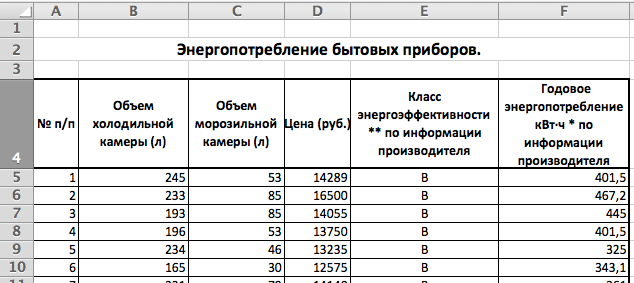 A B C D E F
1
2 Энергопотребление бытовых приборов.
3
4 № п/п Объем холодильной камеры (л) Объем морозильной камеры (л) Цена (руб.) Класс энергоэффективности ** по информации производителя Годовое энергопотребление кВт·ч * по информации производителя
5 1 245 53 14289 В 401,5
6 2 233 85 16500 В 467,2
7 3 193 85 14055 В 445
8 4 196 53 13750 В 401,5
9 5 234 46 13235 В 325
10 6 165 30 12575 В 343,1